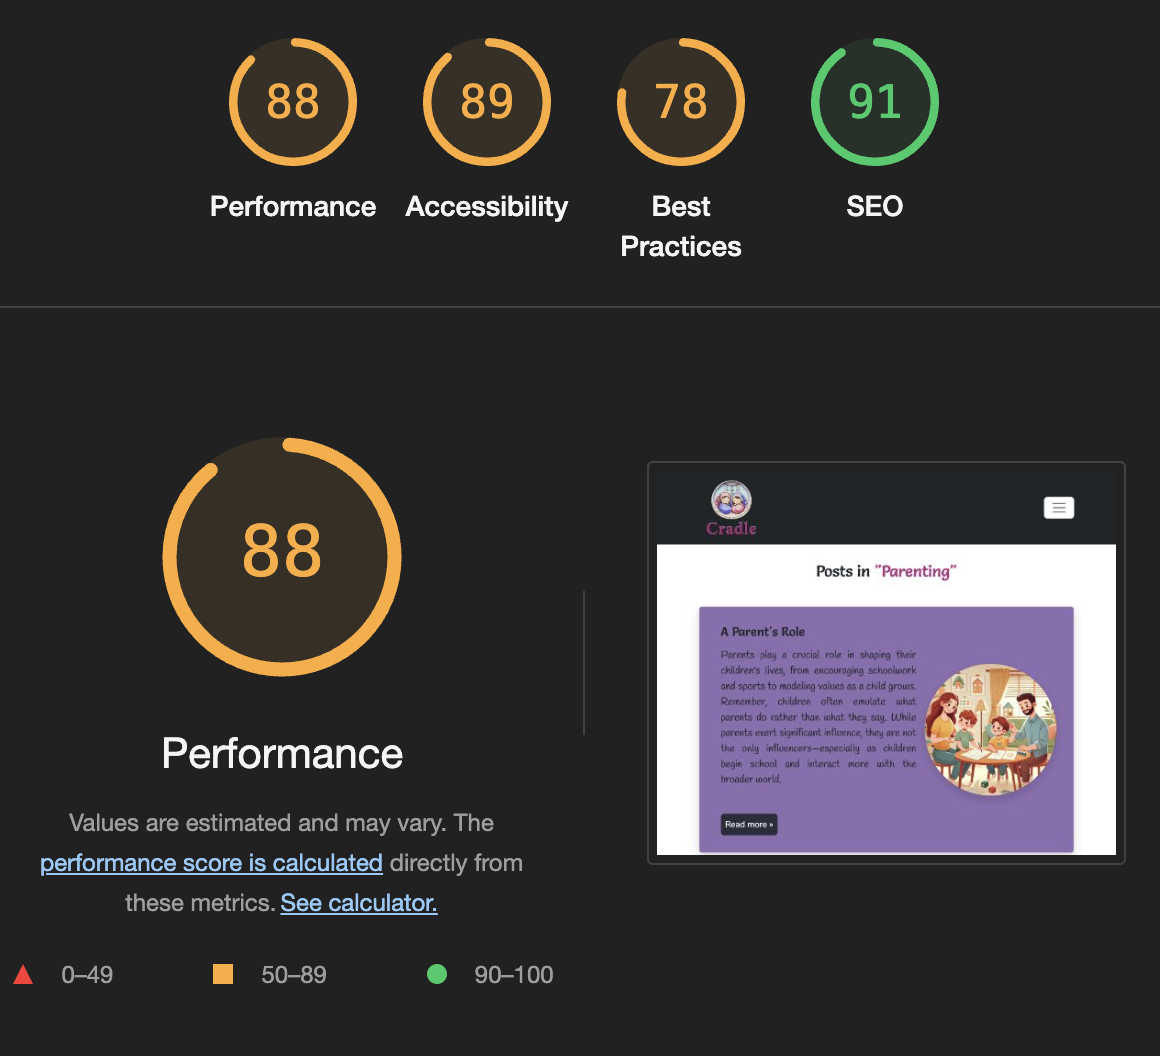 88
89
78
91
Performance
Accessibility
Best
Practices
SEO
88
Performance
Values are estimated and may vary. The
performance score is calculated directly from
these metrics. See calculator.
0–49
50–89
90–100
Cradle
Posts in "Parenting"
A Parent's Role
Parents play a crucial role in shaping their
children's lives, from encouraging schoolwork
and sports to modeling values as a child grows.
Remember, children often emulate what
parents do rather than what they say. While
parents exert significant influence, they are not
the only influencers—especially as children
begin school and interact more with the
broader world.
Read more »